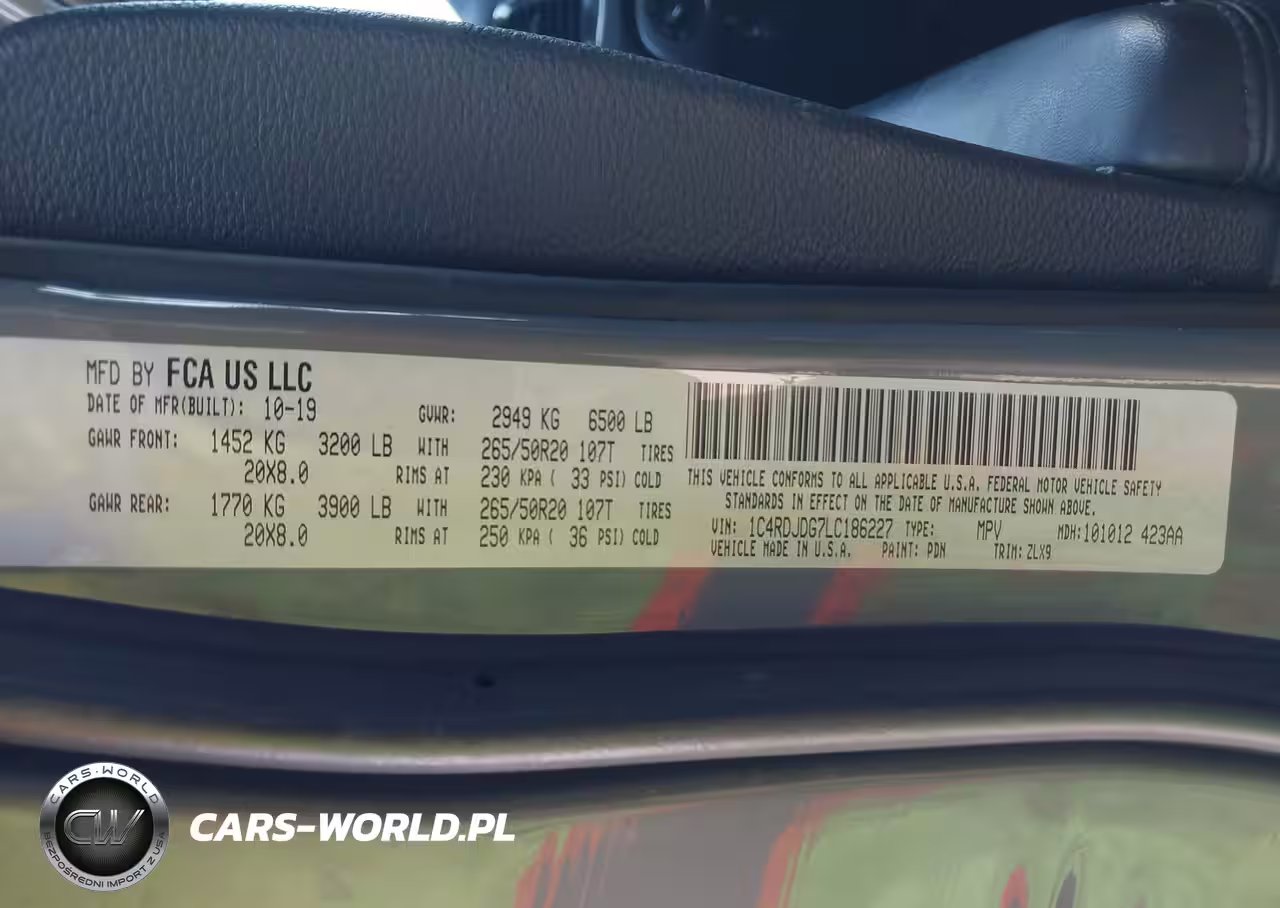 MFD BY FCA US LLC
DATE OF MFR(BUILT): 10-19
GVWR: 2949 KG 6500 LB
GAWR FRONT: 1452 KG 3200 LB WITH 265/50R20 107T TIRES
20X8.0 RIMS AT 230 KPA ( 33 PSI) COLD
GAWR REAR: 1770 KG 3900 LB WITH 265/50R20 107T TIRES
20X8.0 RIMS AT 250 KPA ( 36 PSI) COLD
THIS VEHICLE CONFORMS TO ALL APPLICABLE U.S.A. FEDERAL MOTOR VEHICLE SAFETY
STANDARDS IN EFFECT ON THE DATE OF MANUFACTURE SHOWN ABOVE.
VIN: 1C4RDJDG7LC186227 TYPE: MPV MDH:101012 423AA
VEHICLE MADE IN U.S.A. PAINT: PDN TRIM: ZLX9
CARS-WORLD
CW
BEZPOŚREDNI IMPORT Z USA
CARS-WORLD.PL